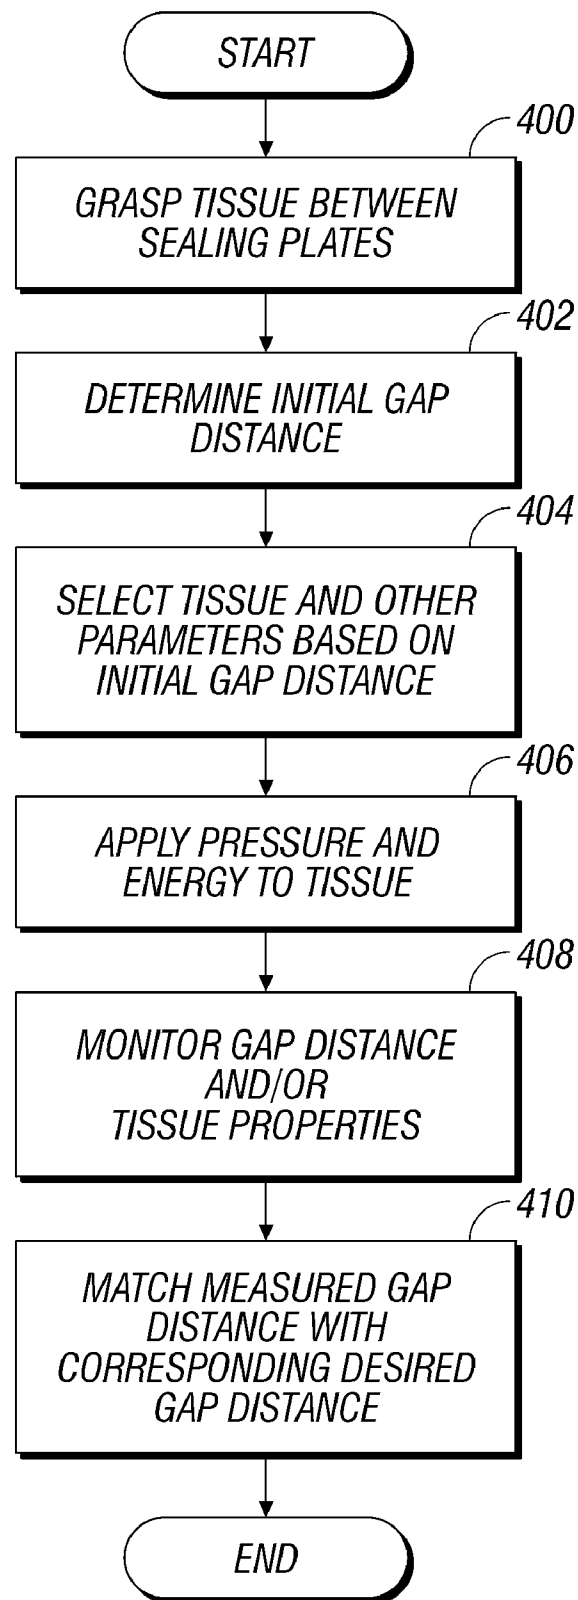 START
400
GRASP TISSUE BETWEEN
SEALING PLATES
402
DETERMINE INITIAL GAP
DISTANCE
404
SELECT TISSUE AND OTHER
PARAMETERS BASED ON
INITIAL GAP DISTANCE
406
APPLY PRESSURE AND
ENERGY TO TISSUE
408
MONITOR GAP DISTANCE
AND/OR
TISSUE PROPERTIES
410
MATCH MEASURED GAP
DISTANCE WITH
CORRESPONDING DESIRED
GAP DISTANCE
END